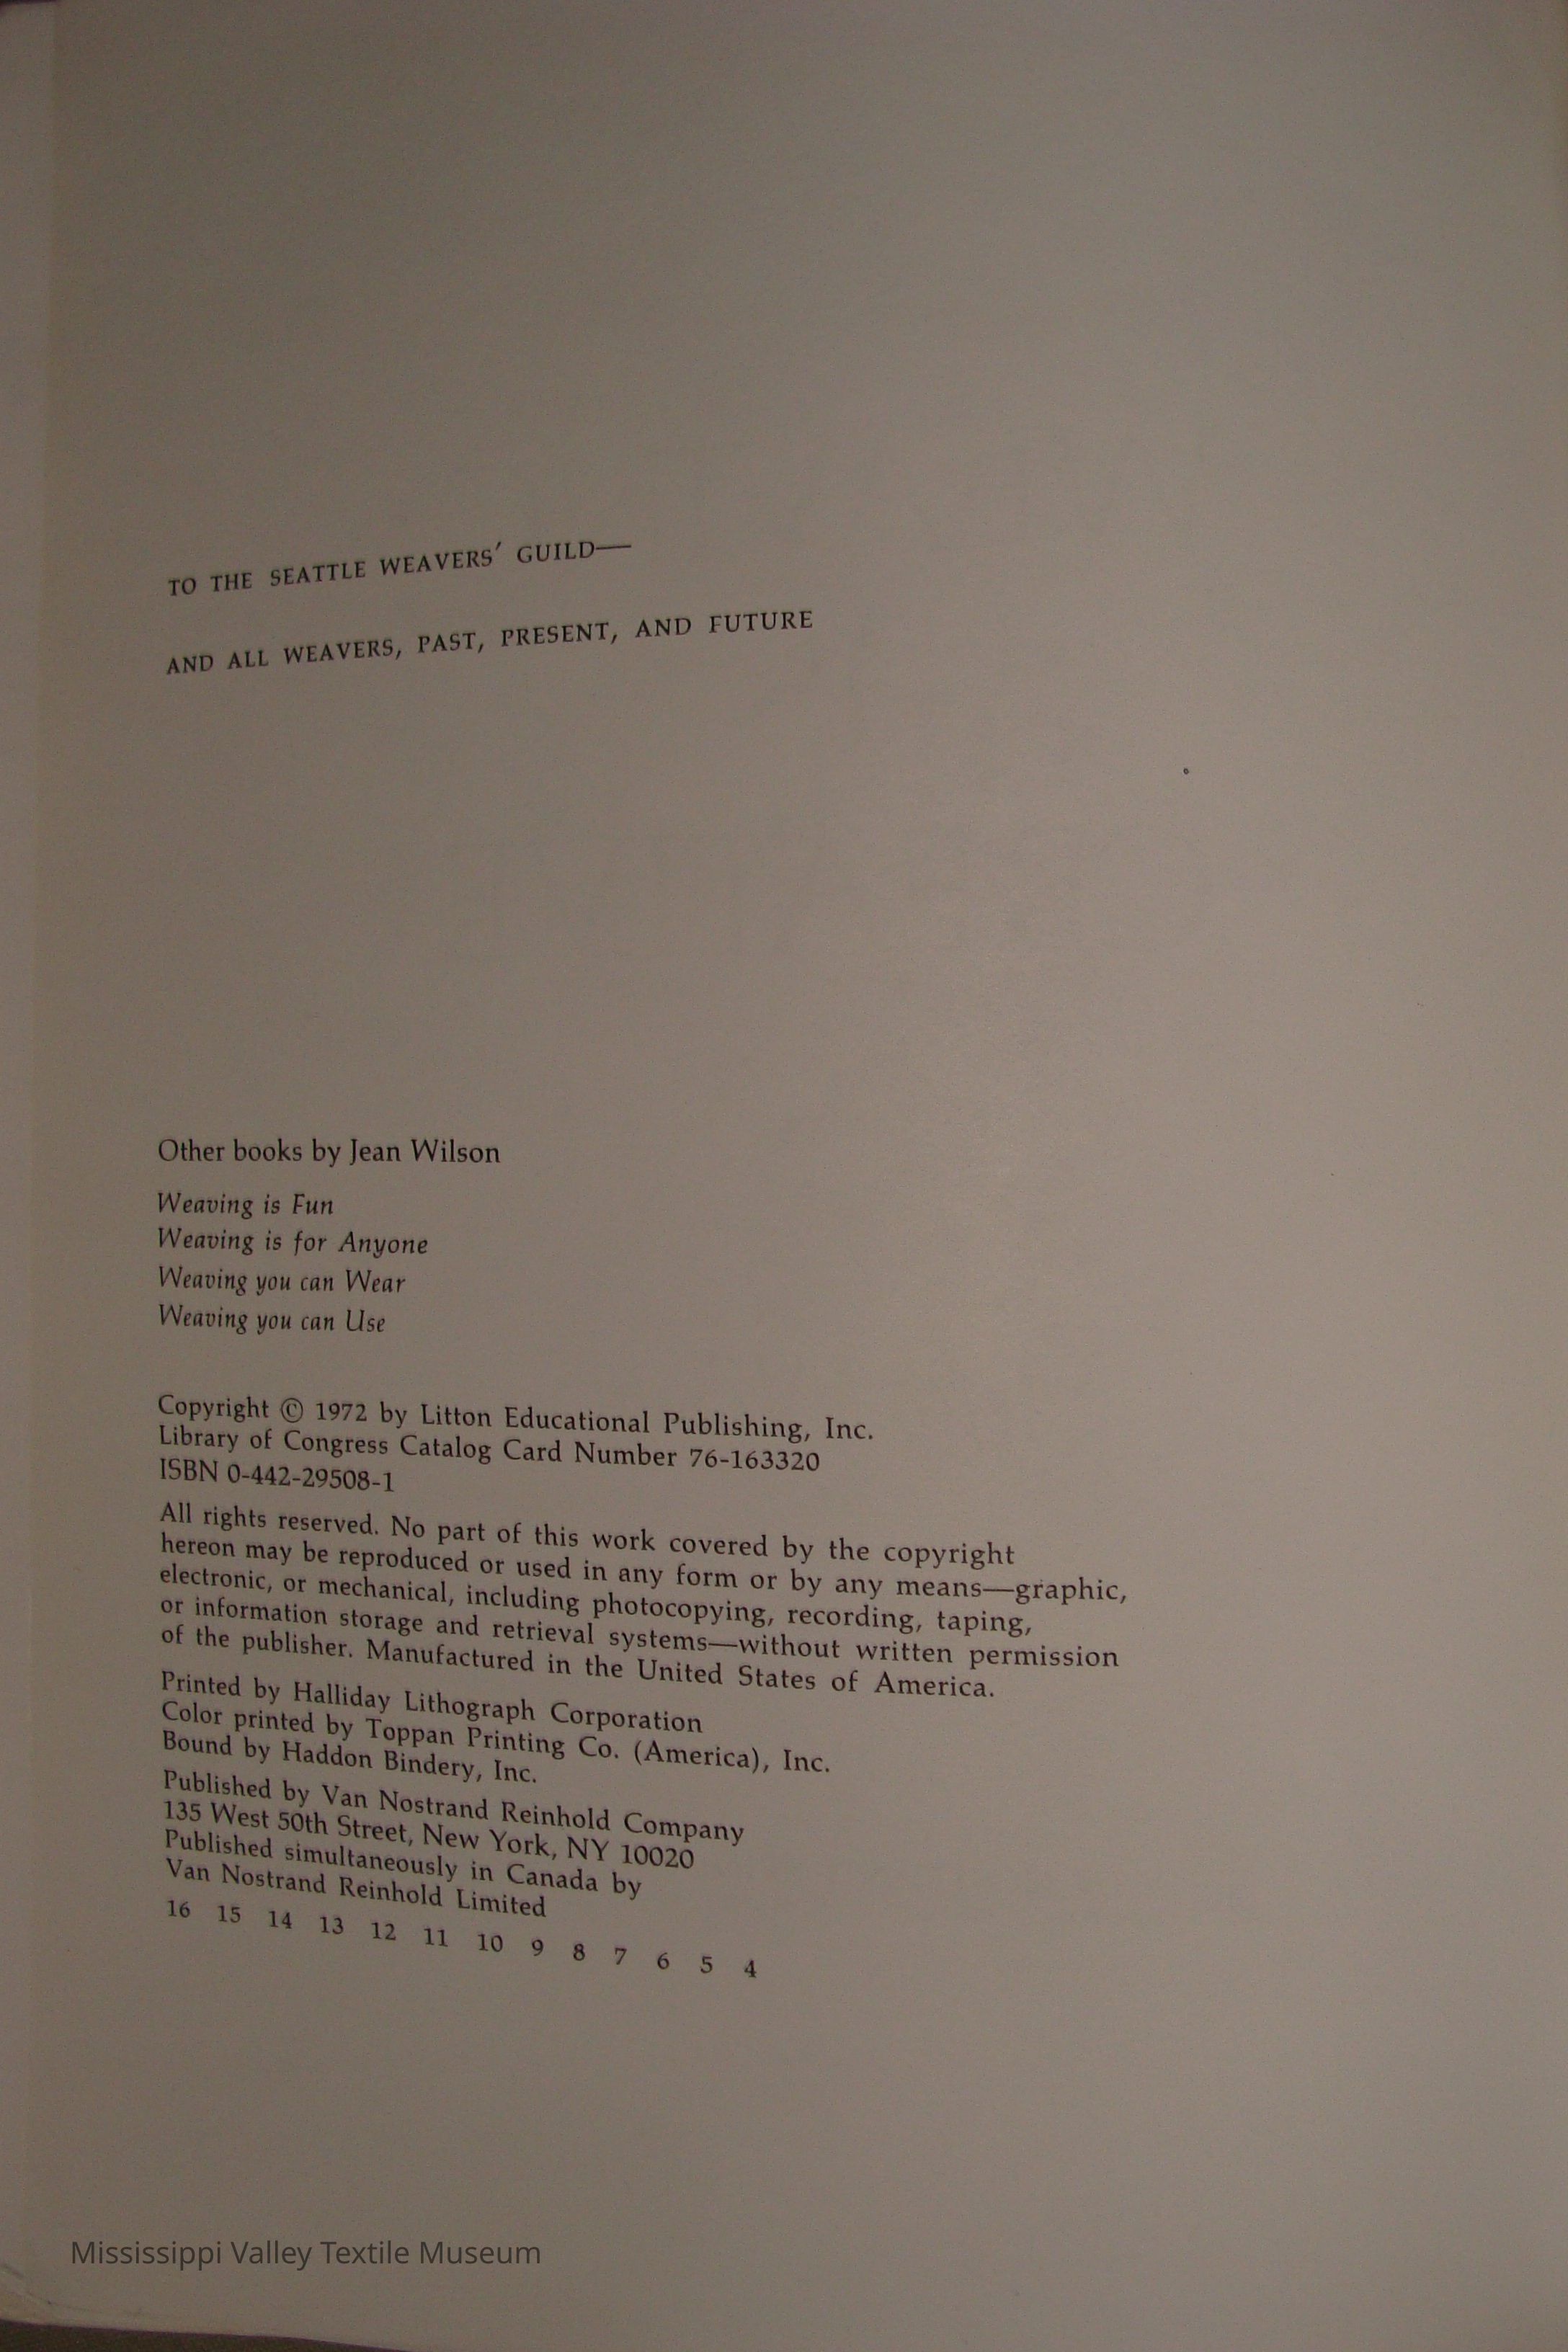 TO THE SEATTLE WEAVERS' GUILD—
AND ALL WEAVERS, PAST, PRESENT, AND FUTURE
Other books by Jean Wilson
Weaving is Fun
Weaving is for Anyone
Weaving you can Wear
Weaving you can Use
Copyright © 1972 by Litton Educational Publishing, Inc.
Library of Congress Catalog Card Number 76-163320
ISBN 0-442-29508-1
All rights reserved. No part of this work covered by the copyright
hereon may be reproduced or used in any form or by any means—graphic,
electronic, or mechanical, including photocopying, recording, taping,
or information storage and retrieval systems—without written permission
of the publisher. Manufactured in the United States of America.
Printed by Halliday Lithograph Corporation
Color printed by Toppan Printing Co. (America), Inc.
Bound by Haddon Bindery, Inc.
Published by Van Nostrand Reinhold Company
135 West 50th Street, New York, NY 10020
Published simultaneously in Canada by
Van Nostrand Reinhold Limited
16 15 14 13 12 11 10 9 8 7 6 5 4
Mississippi Valley Textile Museum